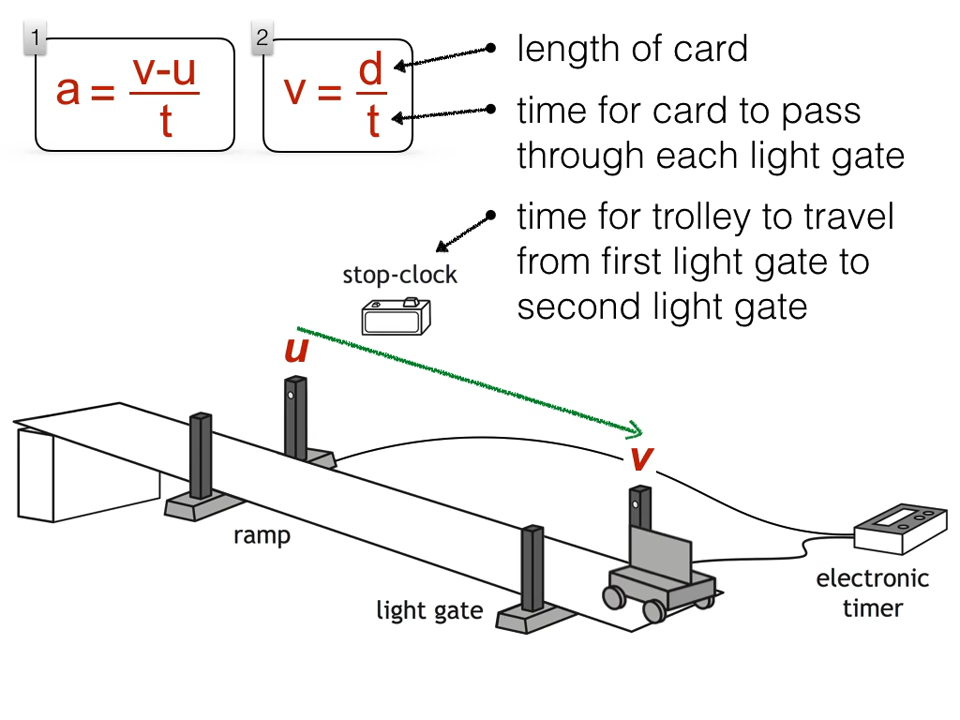 1
a = v-u
t
2
v = d
t
length of card
time for card to pass
through each light gate
time for trolley to travel
from first light gate to
second light gate
stop-clock
u
v
ramp
light gate
electronic
timer